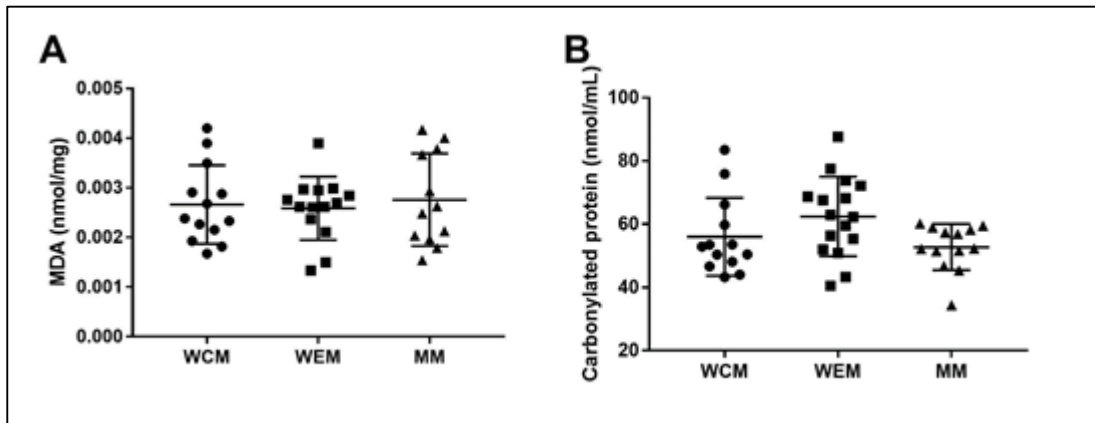 A
MDA (nmol/mg)
0.005
0.004
0.003
0.002
0.001
0.000
WCM WEM MM
B
Carbonylated protein (nmol/mL)
100
80
60
40
20
WCM WEM MM